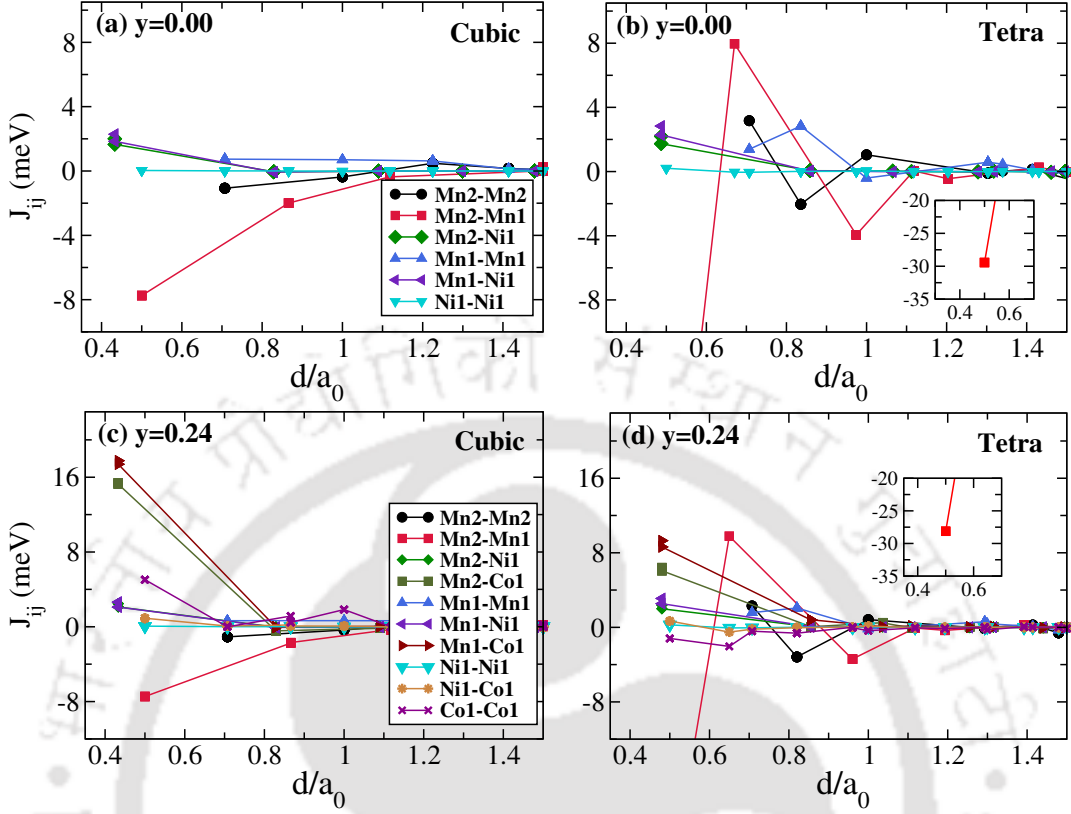 (a) y=0.00 Cubic
8
4
0
-4
-8
J_ij (meV)
0.4 0.6 0.8 1 1.2 1.4
d/a_0
Mn2-Mn2
Mn2-Mn1
Mn2-Ni1
Mn1-Mn1
Mn1-Ni1
Ni1-Ni1
(b) y=0.00 Tetra
8
4
0
-4
-8
0.4 0.6 0.8 1 1.2 1.4
d/a_0
-20
-25
-30
-35
0.4 0.6
(c) y=0.24 Cubic
16
8
0
-8
J_ij (meV)
0.4 0.6 0.8 1 1.2 1.4
d/a_0
Mn2-Mn2
Mn2-Mn1
Mn2-Ni1
Mn2-Co1
Mn1-Mn1
Mn1-Ni1
Mn1-Co1
Ni1-Ni1
Ni1-Co1
Co1-Co1
(d) y=0.24 Tetra
16
8
0
-8
0.4 0.6 0.8 1 1.2 1.4
d/a_0
-20
-25
-30
-35
0.4 0.6